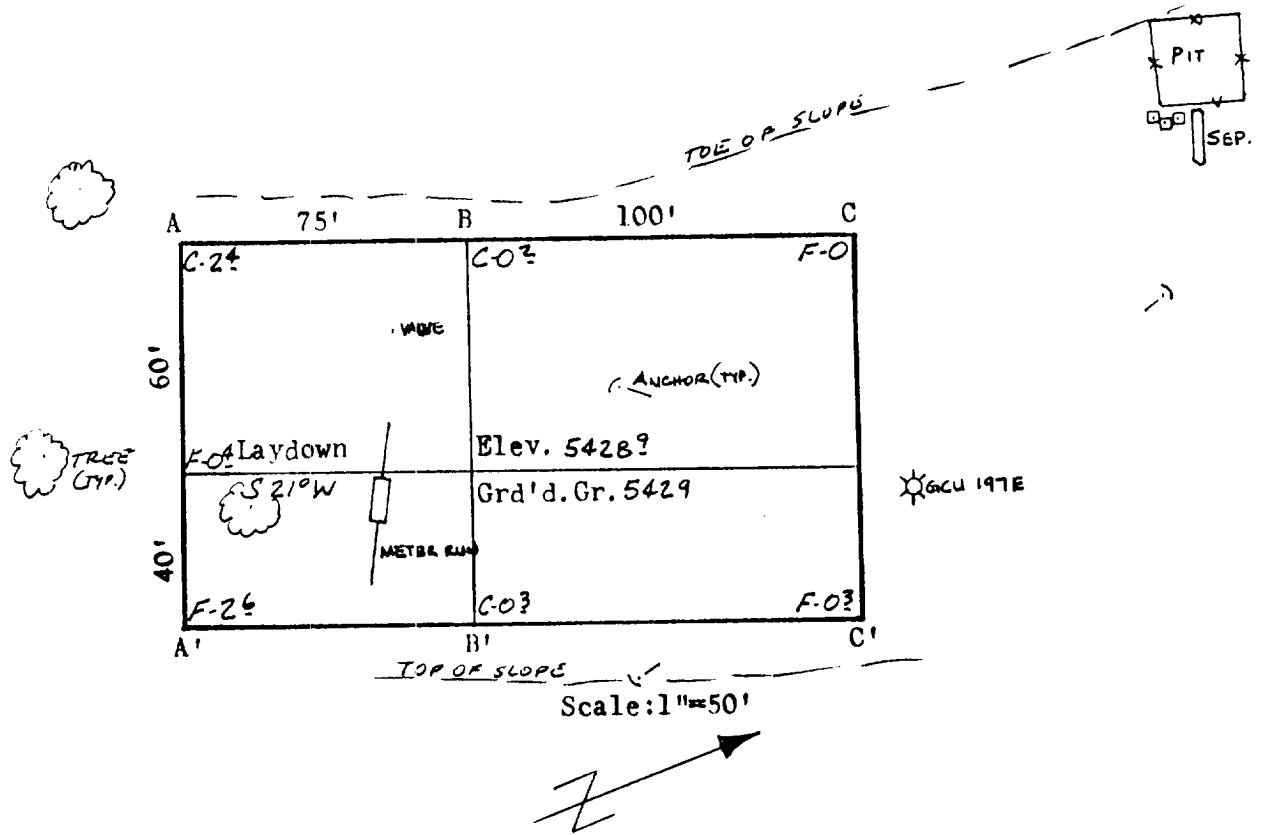 PIT
SEP.
TOE OF SLOPE
A 75' B 100' C
C-2 4 C-0 2 F-0
VALVE
60'
ANCHOR (TYP.)
F-0 4 Laydown Elev. 5428 9
TREE (TYP.)
S 21° W Grd'd. Gr. 5429
GCU 197E
METER RUN
40'
F-2 6 C-0 3 F-0 3
A' B' C'
TOP OF SLOPE
Scale:1"=50'